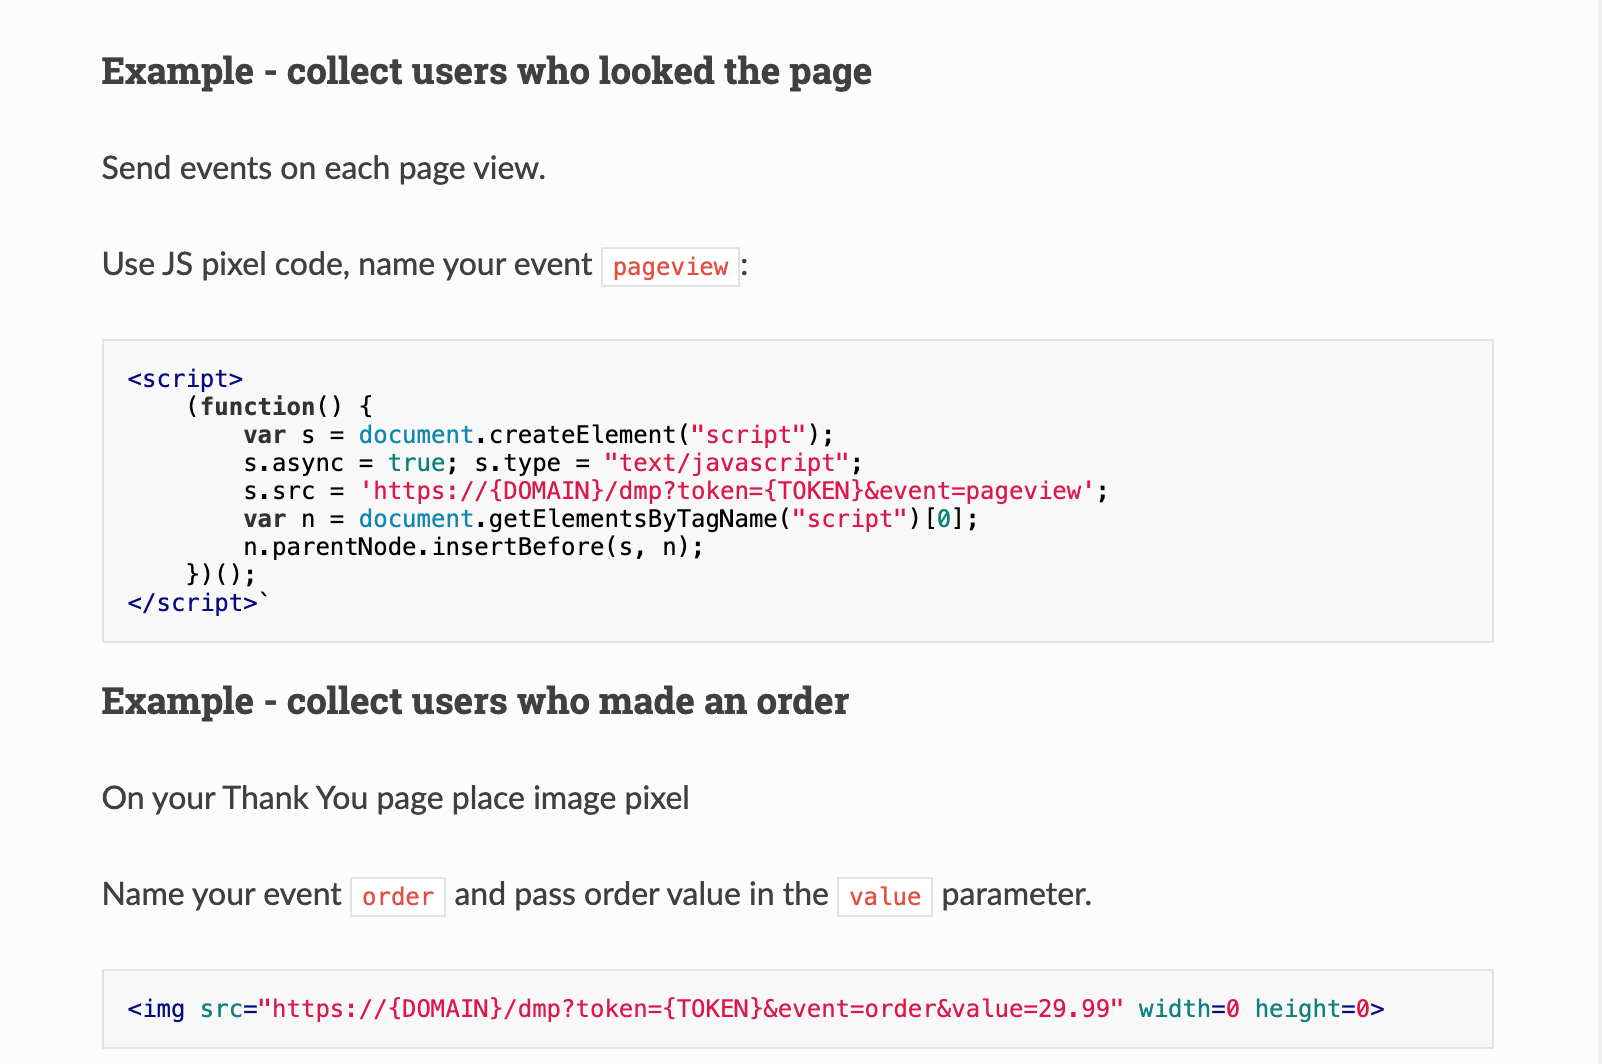 Example - collect users who looked the page
Send events on each page view.
Use JS pixel code, name your event pageview:
<script>
    (function() {
        var s = document.createElement("script");
        s.async = true; s.type = "text/javascript";
        s.src = 'https://{DOMAIN}/dmp?token={TOKEN}&event=pageview';
        var n = document.getElementsByTagName("script")[0];
        n.parentNode.insertBefore(s, n);
    })();
</script>`
Example - collect users who made an order
On your Thank You page place image pixel
Name your event order and pass order value in the value parameter.
<img src="https://{DOMAIN}/dmp?token={TOKEN}&event=order&value=29.99" width=0 height=0>